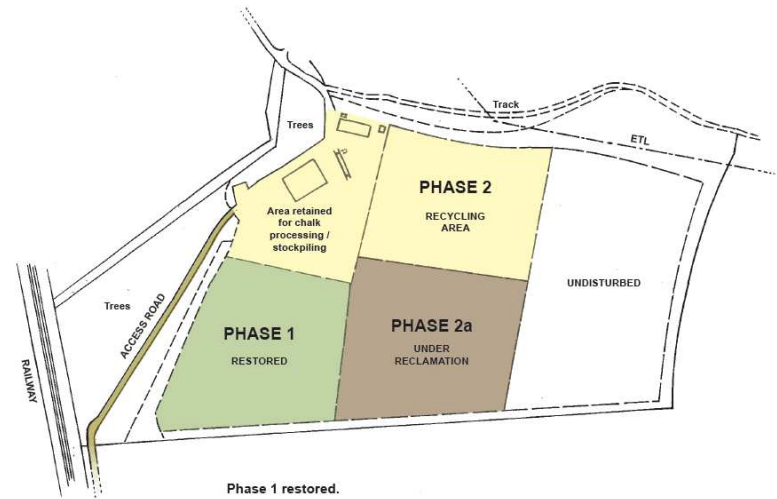 Track
Trees
ETL
PHASE 2
RECYCLING
AREA
Area retained
for chalk
processing /
stockpiling
UNDISTURBED
Trees
ACCESS ROAD
PHASE 1
RESTORED
PHASE 2a
UNDER
RECLAMATION
RAILWAY
Phase 1 restored.